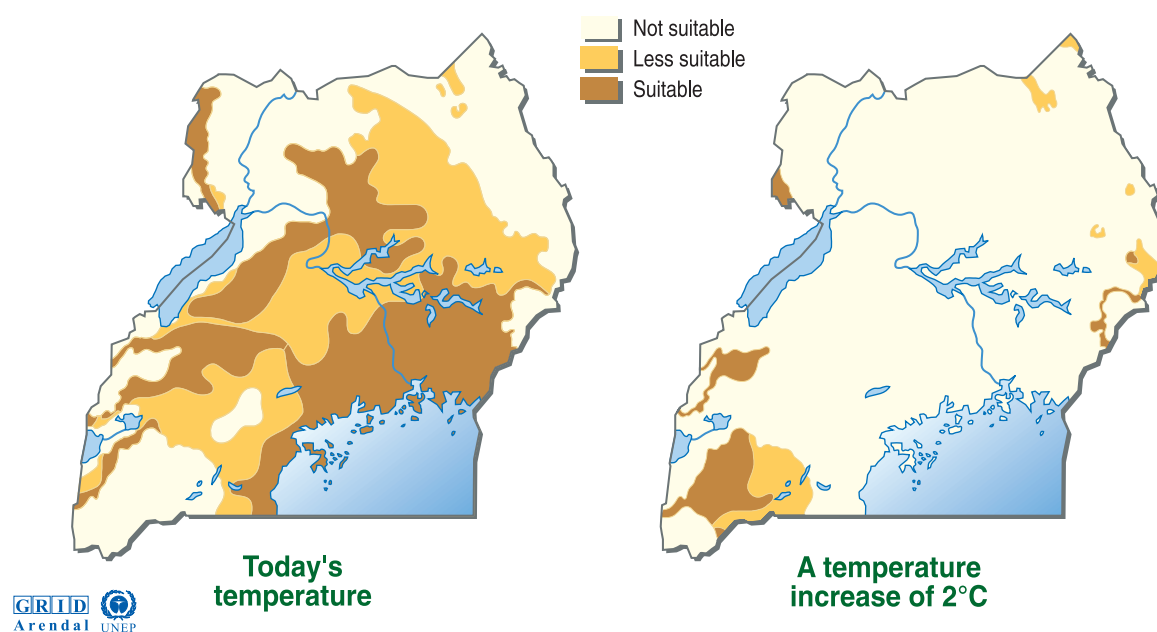 Not suitable
Less suitable
Suitable
Today's
temperature
A temperature
increase of 2°C
GRID
Arendal
UNEP